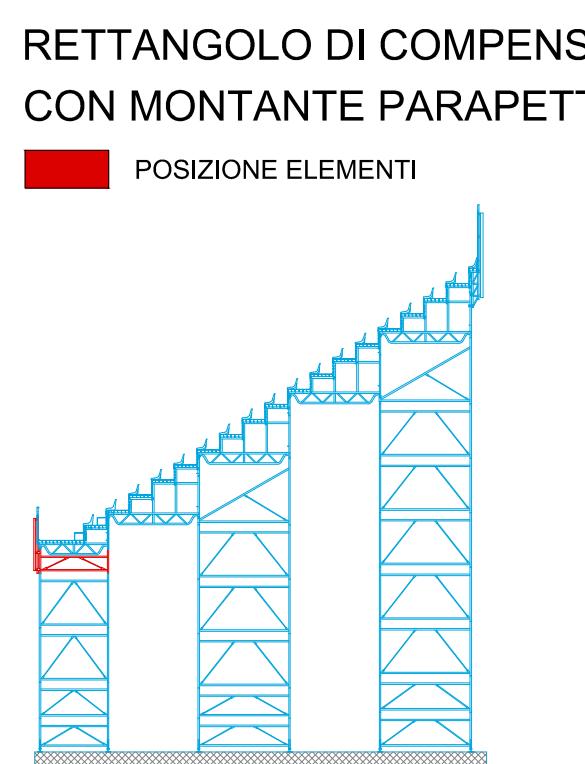 RETTANGOLO DI COMPENS
CON MONTANTE PARAPETT
POSIZIONE ELEMENTI